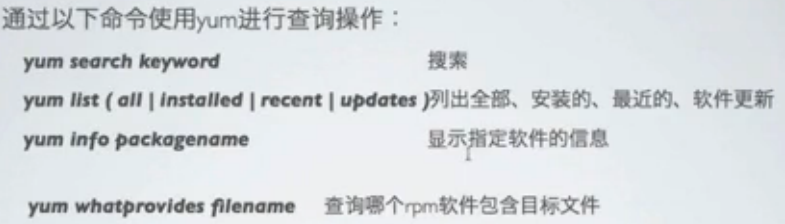 通过以下命令使用yum进行查询操作：
yum search keyword 搜索
yum list ( all | installed | recent | updates )列出全部、安装的、最近的、软件更新
yum info packagename 显示指定软件的信息
yum whatprovides filename 查询哪个rpm软件包含目标文件